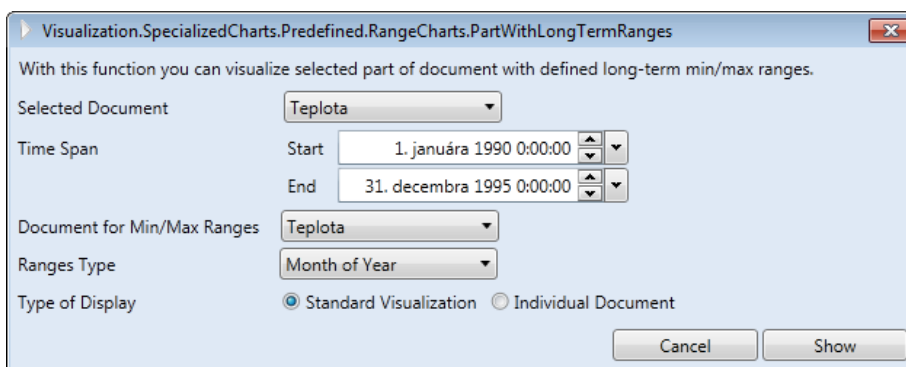 Visualization.SpecializedCharts.Predefined.RangeCharts.PartWithLongTermRanges
With this function you can visualize selected part of document with defined long-term min/max ranges.
Selected Document Teplota
Time Span Start 1. januára 1990 0:00:00
End 31. decembra 1995 0:00:00
Document for Min/Max Ranges Teplota
Ranges Type Month of Year
Type of Display Standard Visualization Individual Document
Cancel Show